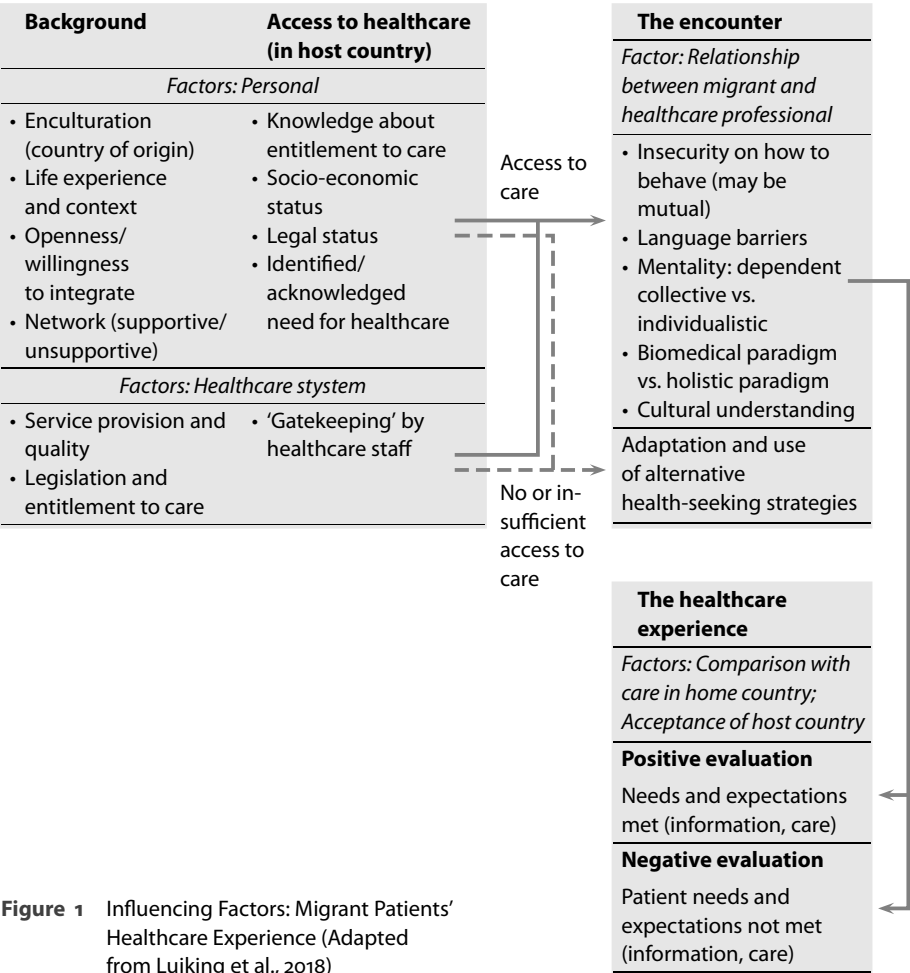 Background
Access to healthcare
(in host country)
Factors: Personal
• Enculturation
(country of origin)
• Life experience
and context
• Openness/
willingness
to integrate
• Network (supportive/
unsupportive)
• Knowledge about
entitlement to care
• Socio-economic
status
• Legal status
• Identified/
acknowledged
need for healthcare
Factors: Healthcare stystem
• Service provision and
quality
• Legislation and
entitlement to care
• ‘Gatekeeping’ by
healthcare staff
Access to
care
No or in-
sufficient
access to
care
The encounter
Factor: Relationship
between migrant and
healthcare professional
• Insecurity on how to
behave (may be
mutual)
• Language barriers
• Mentality: dependent
collective vs.
individualistic
• Biomedical paradigm
vs. holistic paradigm
• Cultural understanding
Adaptation and use
of alternative
health-seeking strategies
The healthcare
experience
Factors: Comparison with
care in home country;
Acceptance of host country
Positive evaluation
Needs and expectations
met (information, care)
Negative evaluation
Patient needs and
expectations not met
(information, care)
Figure 1 Influencing Factors: Migrant Patients’
Healthcare Experience (Adapted
from Luiking et al., 2018)